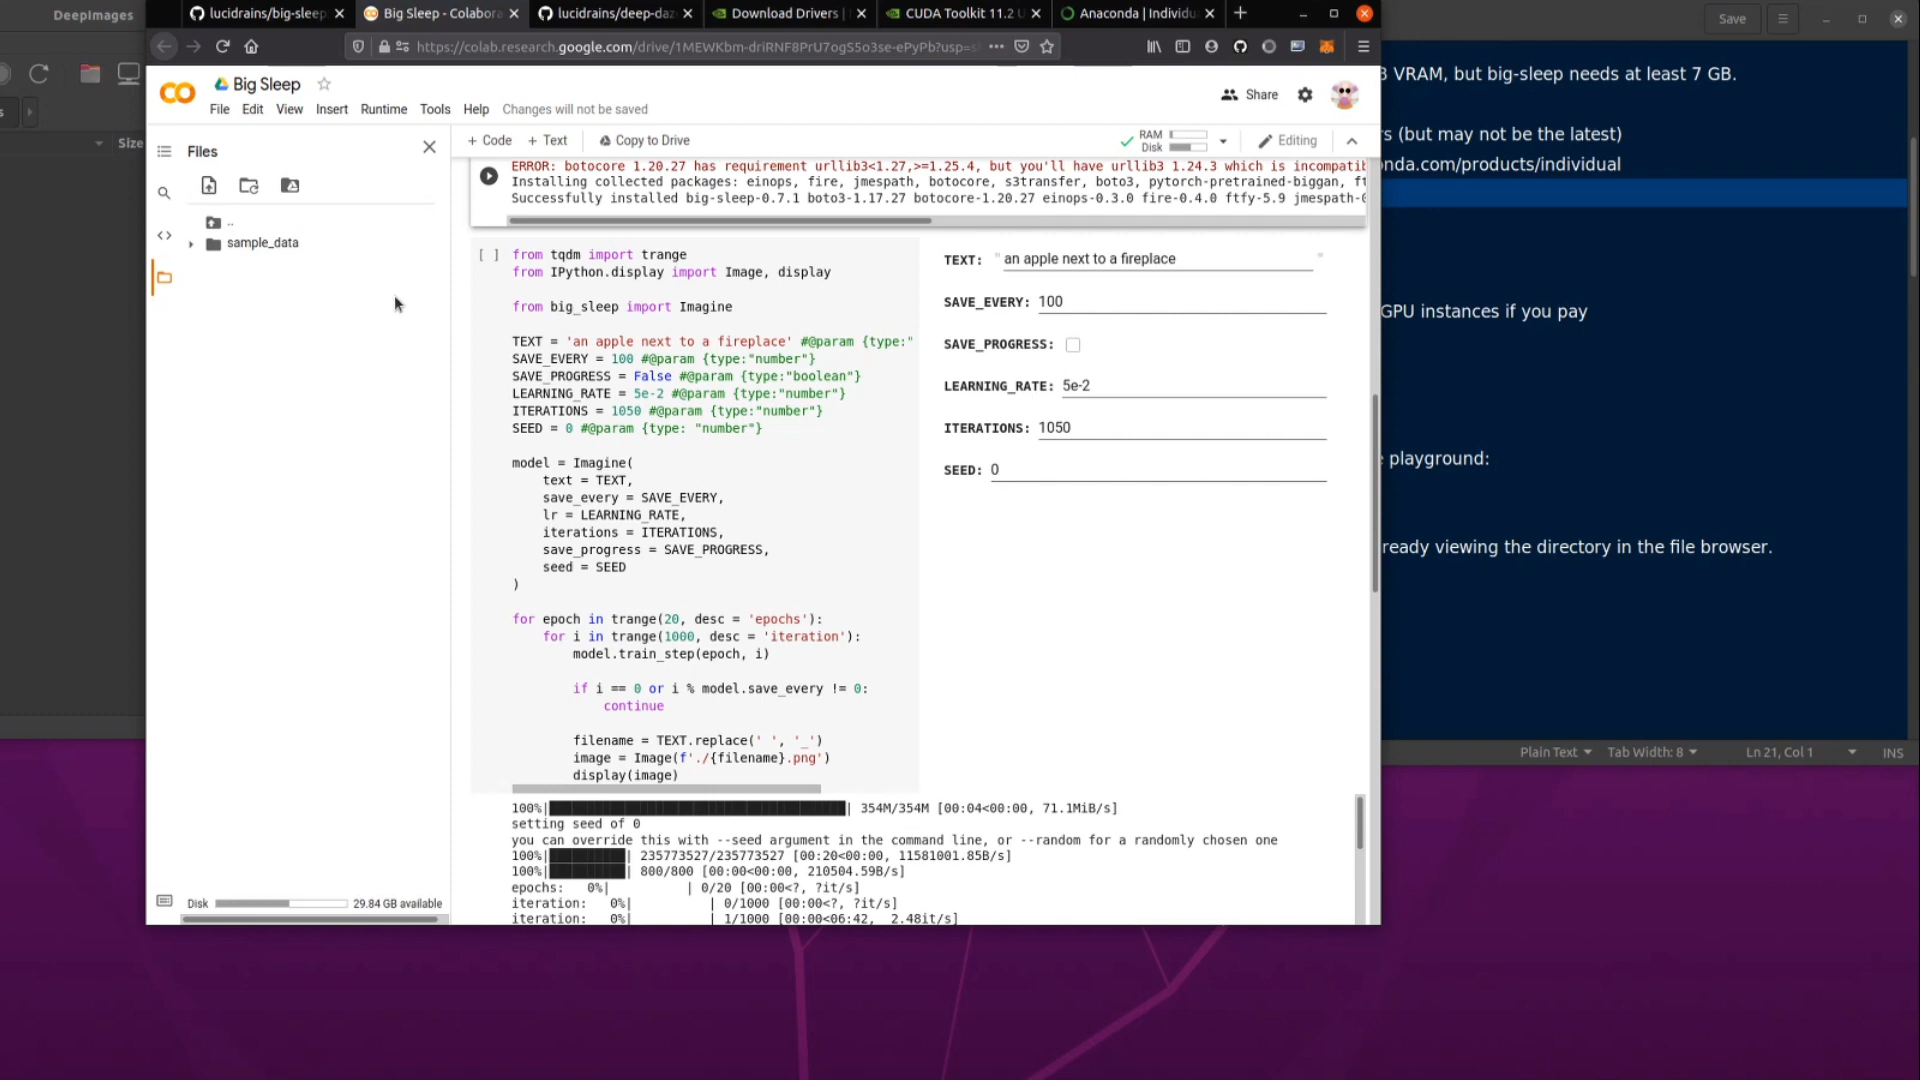 DeepImages
lucidrains/big-sleep
Big Sleep - Colabora
lucidrains/deep-daz
Download Drivers |
CUDA Toolkit 11.2 U
Anaconda | Individu
Save
https://colab.research.google.com/drive/1MEWKbm-driRNF8PrU7ogS5o3se-ePyPb?usp=s
VRAM, but big-sleep needs at least 7 GB.
Big Sleep
File Edit View Insert Runtime Tools Help Changes will not be saved
Share
s (but may not be the latest)
nda.com/products/individual
Size
Files
+ Code + Text Copy to Drive
RAM
Disk
Editing
ERROR: botocore 1.20.27 has requirement urllib3<1.27,>=1.25.4, but you'll have urllib3 1.24.3 which is incompatib
Installing collected packages: einops, fire, jmespath, botocore, s3transfer, boto3, pytorch-pretrained-biggan, ft
Successfully installed big-sleep-0.7.1 boto3-1.17.27 botocore-1.20.27 einops-0.3.0 fire-0.4.0 ftfy-5.9 jmespath-0
..
sample_data
[ ] from tqdm import trange
from IPython.display import Image, display
from big_sleep import Imagine
TEXT = 'an apple next to a fireplace' #@param {type:"
SAVE_EVERY = 100 #@param {type:"number"}
SAVE_PROGRESS = False #@param {type:"boolean"}
LEARNING_RATE = 5e-2 #@param {type:"number"}
ITERATIONS = 1050 #@param {type:"number"}
SEED = 0 #@param {type: "number"}
model = Imagine(
text = TEXT,
save_every = SAVE_EVERY,
lr = LEARNING_RATE,
iterations = ITERATIONS,
save_progress = SAVE_PROGRESS,
seed = SEED
)
for epoch in trange(20, desc = 'epochs'):
for i in trange(1000, desc = 'iteration'):
model.train_step(epoch, i)
if i == 0 or i % model.save_every != 0:
continue
filename = TEXT.replace(' ', '_')
image = Image(f'./{filename}.png')
display(image)
TEXT: " an apple next to a fireplace "
SAVE_EVERY: 100
SAVE_PROGRESS:
LEARNING_RATE: 5e-2
ITERATIONS: 1050
SEED: 0
GPU instances if you pay
playground:
ready viewing the directory in the file browser.
Plain Text Tab Width: 8 Ln 21, Col 1 INS
100%| | 354M/354M [00:04<00:00, 71.1MiB/s]
setting seed of 0
you can override this with --seed argument in the command line, or --random for a randomly chosen one
100%| | 235773527/235773527 [00:20<00:00, 11581001.85B/s]
100%| | 800/800 [00:00<00:00, 210504.59B/s]
epochs: 0%| | 0/20 [00:00<?, ?it/s]
iteration: 0%| | 0/1000 [00:00<?, ?it/s]
iteration: 0%| | 1/1000 [00:00<06:42, 2.48it/s]
Disk 29.84 GB available